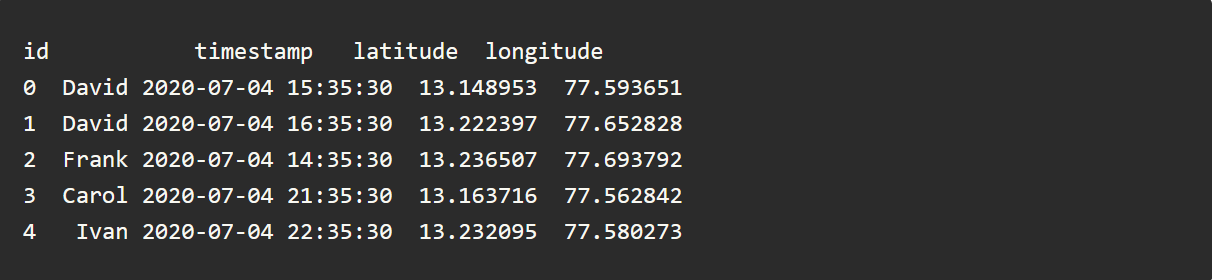 id timestamp latitude longitude
0 David 2020-07-04 15:35:30 13.148953 77.593651
1 David 2020-07-04 16:35:30 13.222397 77.652828
2 Frank 2020-07-04 14:35:30 13.236507 77.693792
3 Carol 2020-07-04 21:35:30 13.163716 77.562842
4 Ivan 2020-07-04 22:35:30 13.232095 77.580273